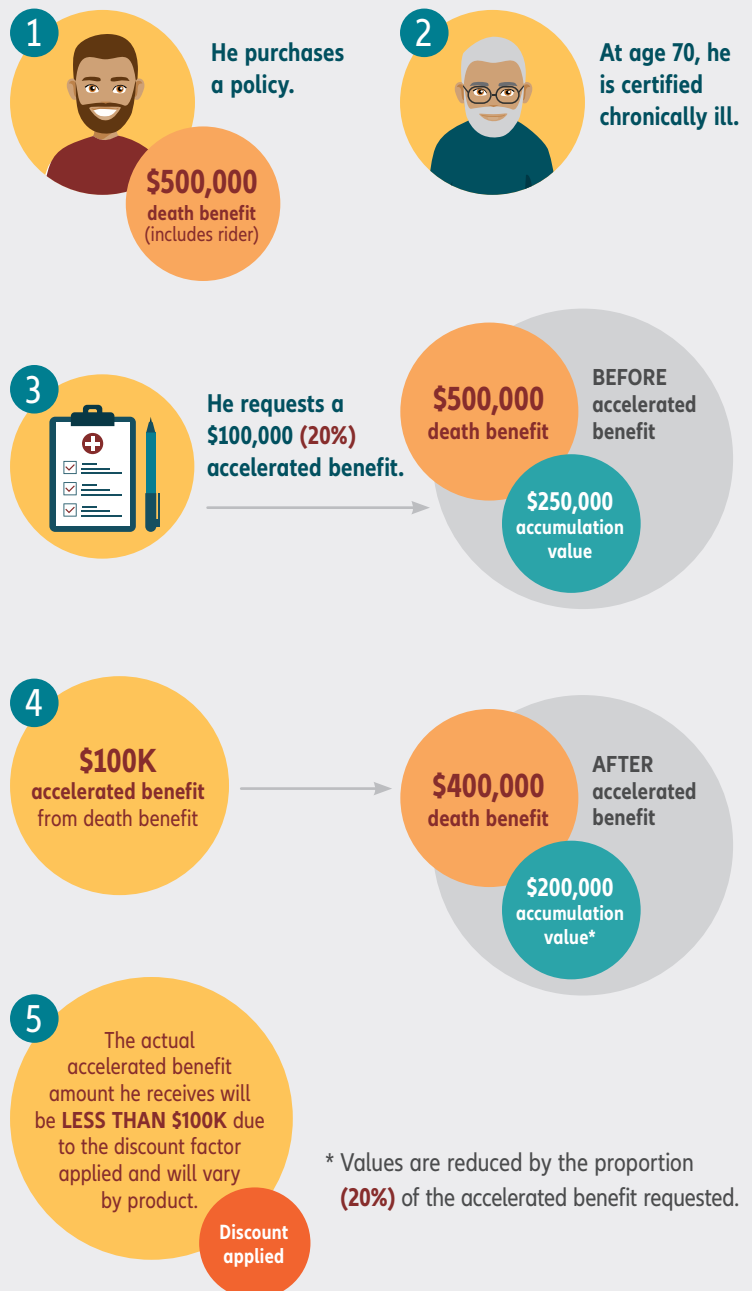 1
He purchases
a policy.
$500,000
death benefit
(includes rider)
2
At age 70, he
is certified
chronically ill.
3
He requests a
$100,000 (20%)
accelerated benefit.
$500,000
death benefit
BEFORE
accelerated
benefit
$250,000
accumulation
value
4
$100K
accelerated benefit
from death benefit
$400,000
death benefit
AFTER
accelerated
benefit
$200,000
accumulation
value*
5
The actual
accelerated benefit
amount he receives will
be LESS THAN $100K due
to the discount factor
applied and will vary
by product.
Discount
applied
* Values are reduced by the proportion
(20%) of the accelerated benefit requested.